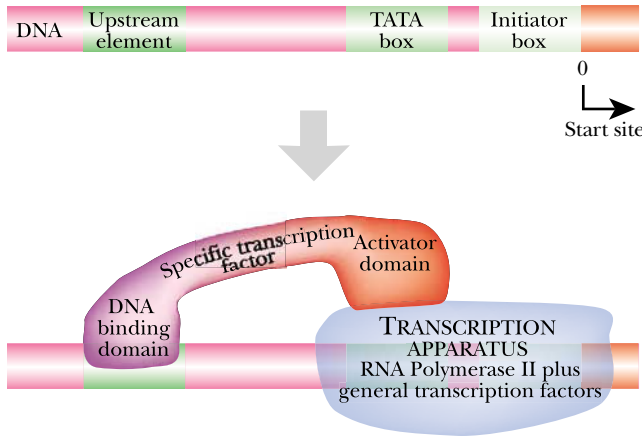 DNA
Upstream
element
TATA
box
Initiator
box
0
Start site
Specific transcription
factor
Activator
domain
DNA
binding
domain
TRANSCRIPTION
APPARATUS
RNA Polymerase II plus
general transcription factors